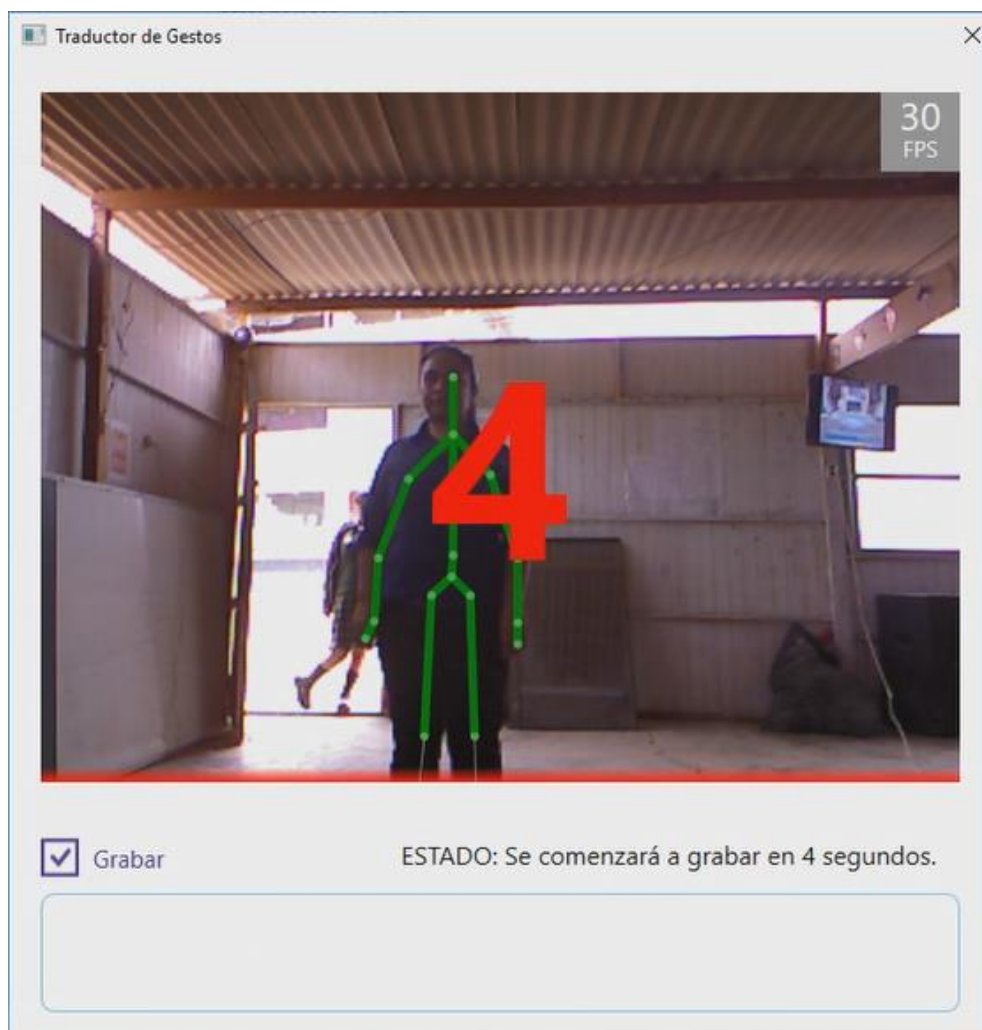 Traductor de Gestos
30
FPS
4
Grabar
ESTADO: Se comenzará a grabar en 4 segundos.